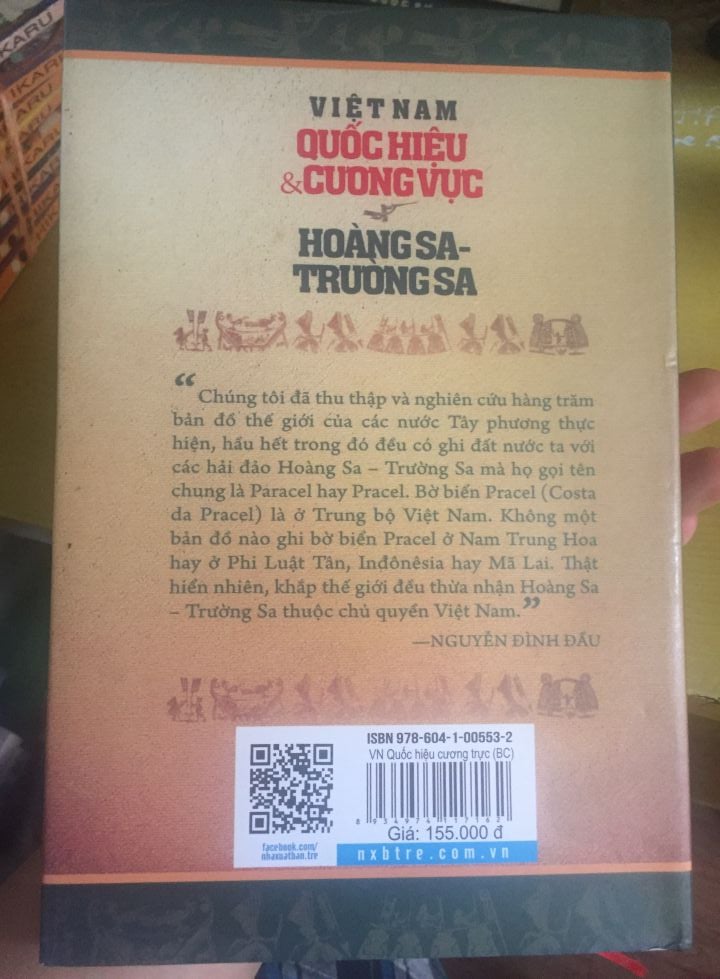 IKARU
VIỆT NAM
QUỐC HIỆU
&CƯƠNG VỰC
HOÀNG SA-
TRƯỜNG SA
“Chúng tôi đã thu thập và nghiên cứu hàng trăm
bản đồ thế giới của các nước Tây phương thực
hiện, hầu hết trong đó đều có ghi đất nước ta với
các hải đảo Hoàng Sa – Trường Sa mà họ gọi tên
chung là Paracel hay Pracel. Bờ biển Pracel (Costa
da Pracel) là ở Trung bộ Việt Nam. Không một
bản đồ nào ghi bờ biển Pracel ở Nam Trung Hoa
hay ở Phi Luật Tân, Inđônêsia hay Mã Lai. Thật
hiển nhiên, khắp thế giới đều thừa nhận Hoàng Sa
– Trường Sa thuộc chủ quyền Việt Nam.”
—NGUYỄN ĐÌNH ĐẦU
ISBN 978-604-1-00553-2
VN Quốc hiệu cương trực (BC)
8 934974 117162
Giá: 155.000 đ
facebook.com/
nhaxuatban.tre
nxbtre.com.vn